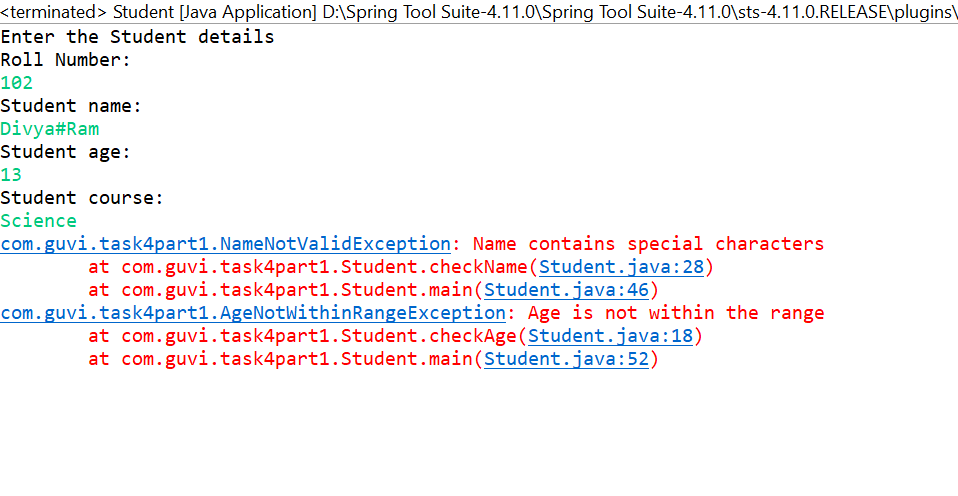 <terminated> Student [Java Application] D:\Spring Tool Suite-4.11.0\Spring Tool Suite-4.11.0\sts-4.11.0.RELEASE\plugins\
Enter the Student details
Roll Number:
102
Student name:
Divya#Ram
Student age:
13
Student course:
Science
com.guvi.task4part1.NameNotValidException: Name contains special characters
at com.guvi.task4part1.Student.checkName(Student.java:28)
at com.guvi.task4part1.Student.main(Student.java:46)
com.guvi.task4part1.AgeNotWithinRangeException: Age is not within the range
at com.guvi.task4part1.Student.checkAge(Student.java:18)
at com.guvi.task4part1.Student.main(Student.java:52)